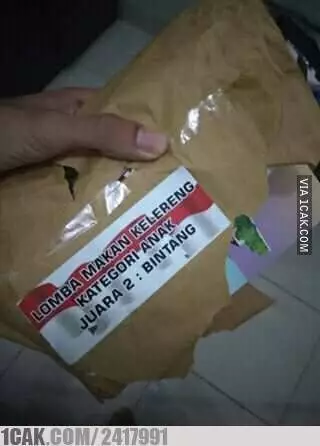 LOMBA MAKAN KELERENG
KATEGORI ANAK
JUARA 2 : BINTANG
VIA 1CAK.COM
1CAK.COM/2417991